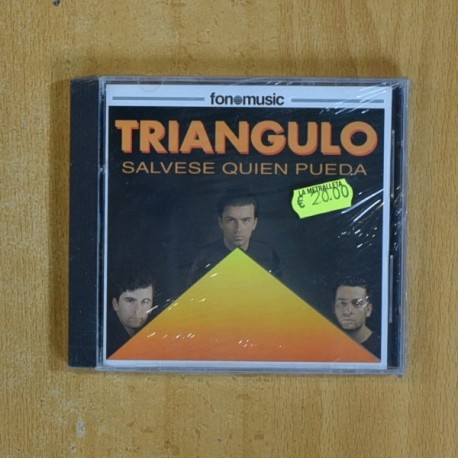 fonomusic
TRIANGULO
SALVESE QUIEN PUEDA
LA METRALLETA
€ 20.00